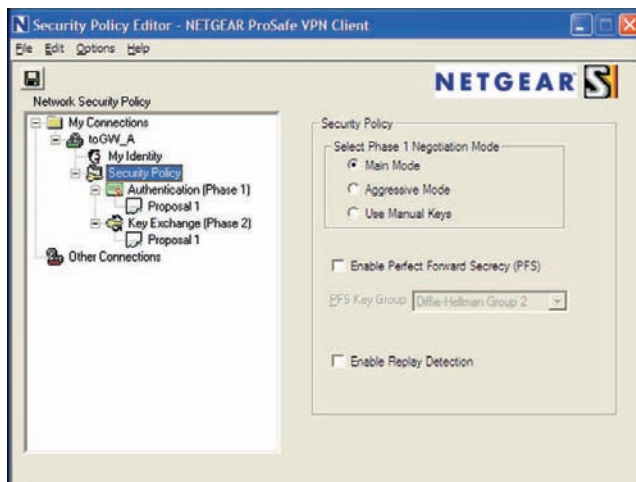 Security Policy Editor - NETGEAR ProSafe VPN Client
File Edit Options Help
NETGEAR
Network Security Policy
My Connections
toGW_A
My Identity
Security Policy
Authentication (Phase 1)
Proposal 1
Key Exchange (Phase 2)
Proposal 1
Other Connections
Security Policy
Select Phase 1 Negotiation Mode
Main Mode
Aggressive Mode
Use Manual Keys
Enable Perfect Forward Secrecy (PFS)
PFS Key Group Diffie-Hellman Group 2
Enable Replay Detection